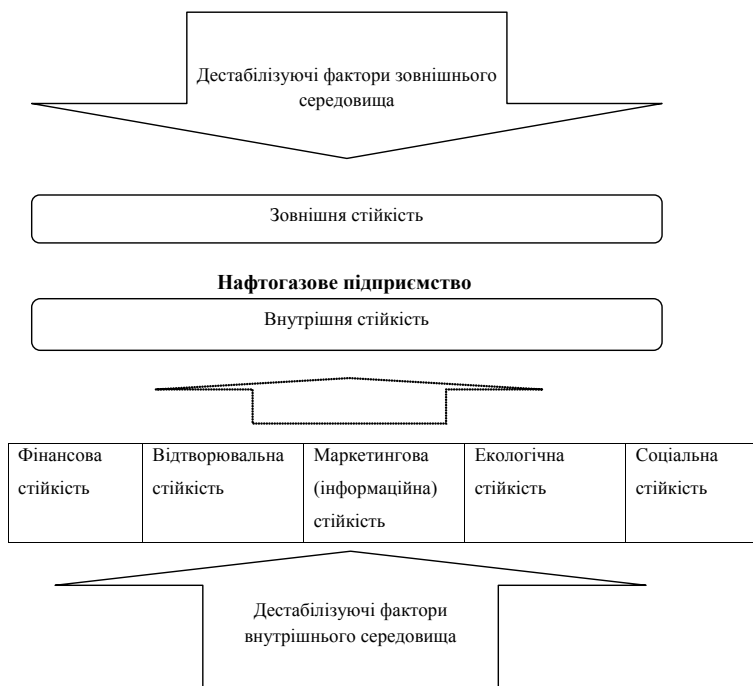 Дестабілізуючі фактори зовнішнього
середовища
Зовнішня стійкість
Нафтогазове підприємство
Внутрішня стійкість
Фінансова
стійкість
Відтворювальна
стійкість
Маркетингова
(інформаційна)
стійкість
Екологічна
стійкість
Соціальна
стійкість
Дестабілізуючі фактори
внутрішнього середовища